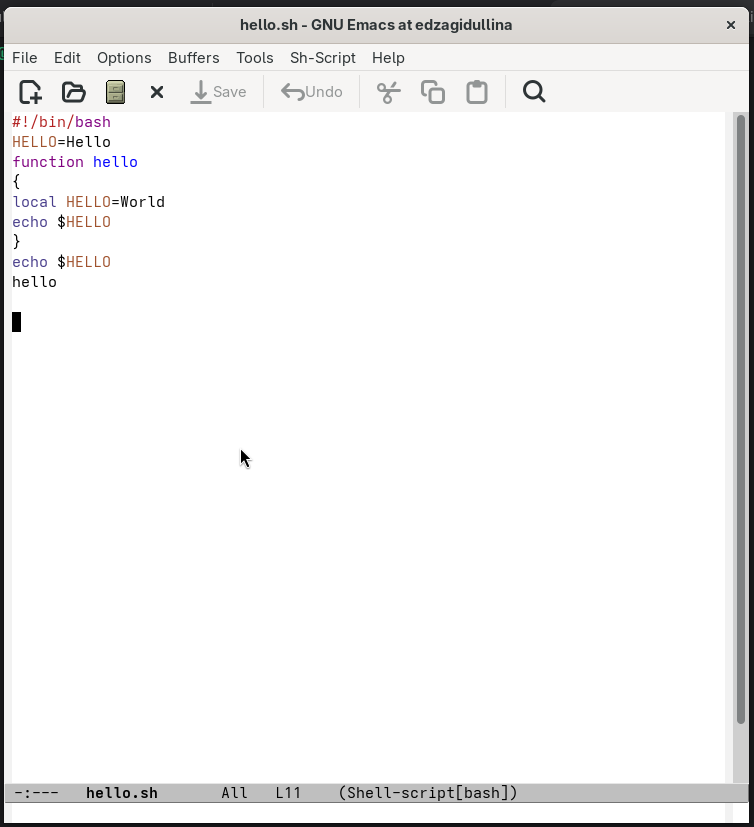 hello.sh - GNU Emacs at edzagidullina
File Edit Options Buffers Tools Sh-Script Help
Save Undo
#!/bin/bash
HELLO=Hello
function hello
{
local HELLO=World
echo $HELLO
}
echo $HELLO
hello
-:--- hello.sh All L11 (Shell-script[bash])